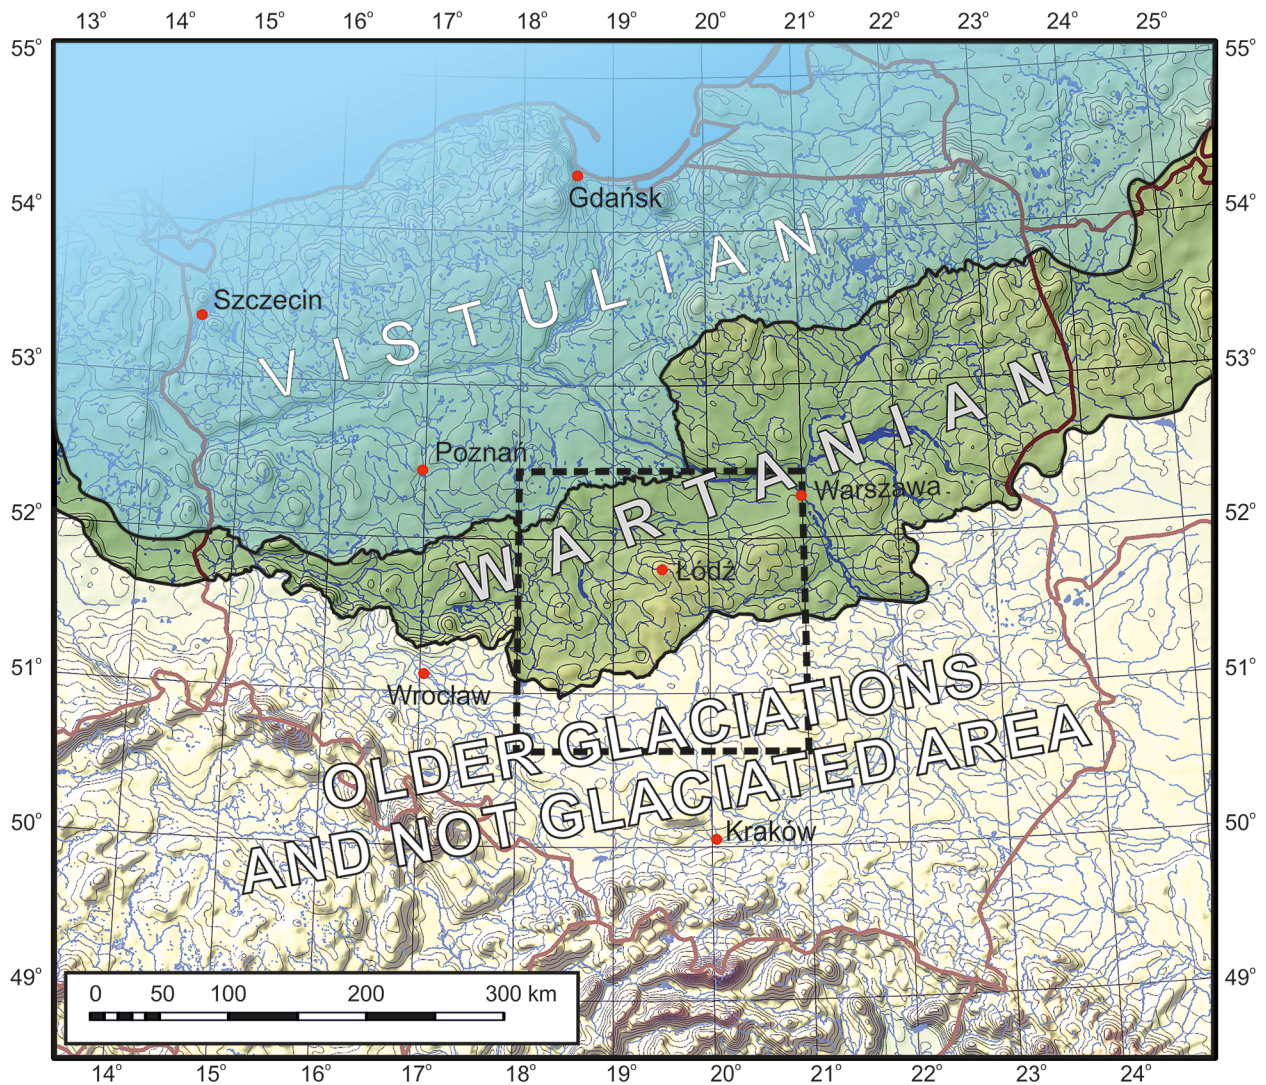 13° 14° 15° 16° 17° 18° 19° 20° 21° 22° 23° 24° 25°
55° 55°
54° 54°
Gdańsk
VISTULIAN
Szczecin
53° 53°
WARTANIAN
Poznań
Warszawa
52° 52°
Łódź
51° 51°
Wrocław
OLDER GLACIATIONS
AND NOT GLACIATED AREA
50° 50°
Kraków
49° 49°
0 50 100 200 300 km
14° 15° 16° 17° 18° 19° 20° 21° 22° 23° 24°